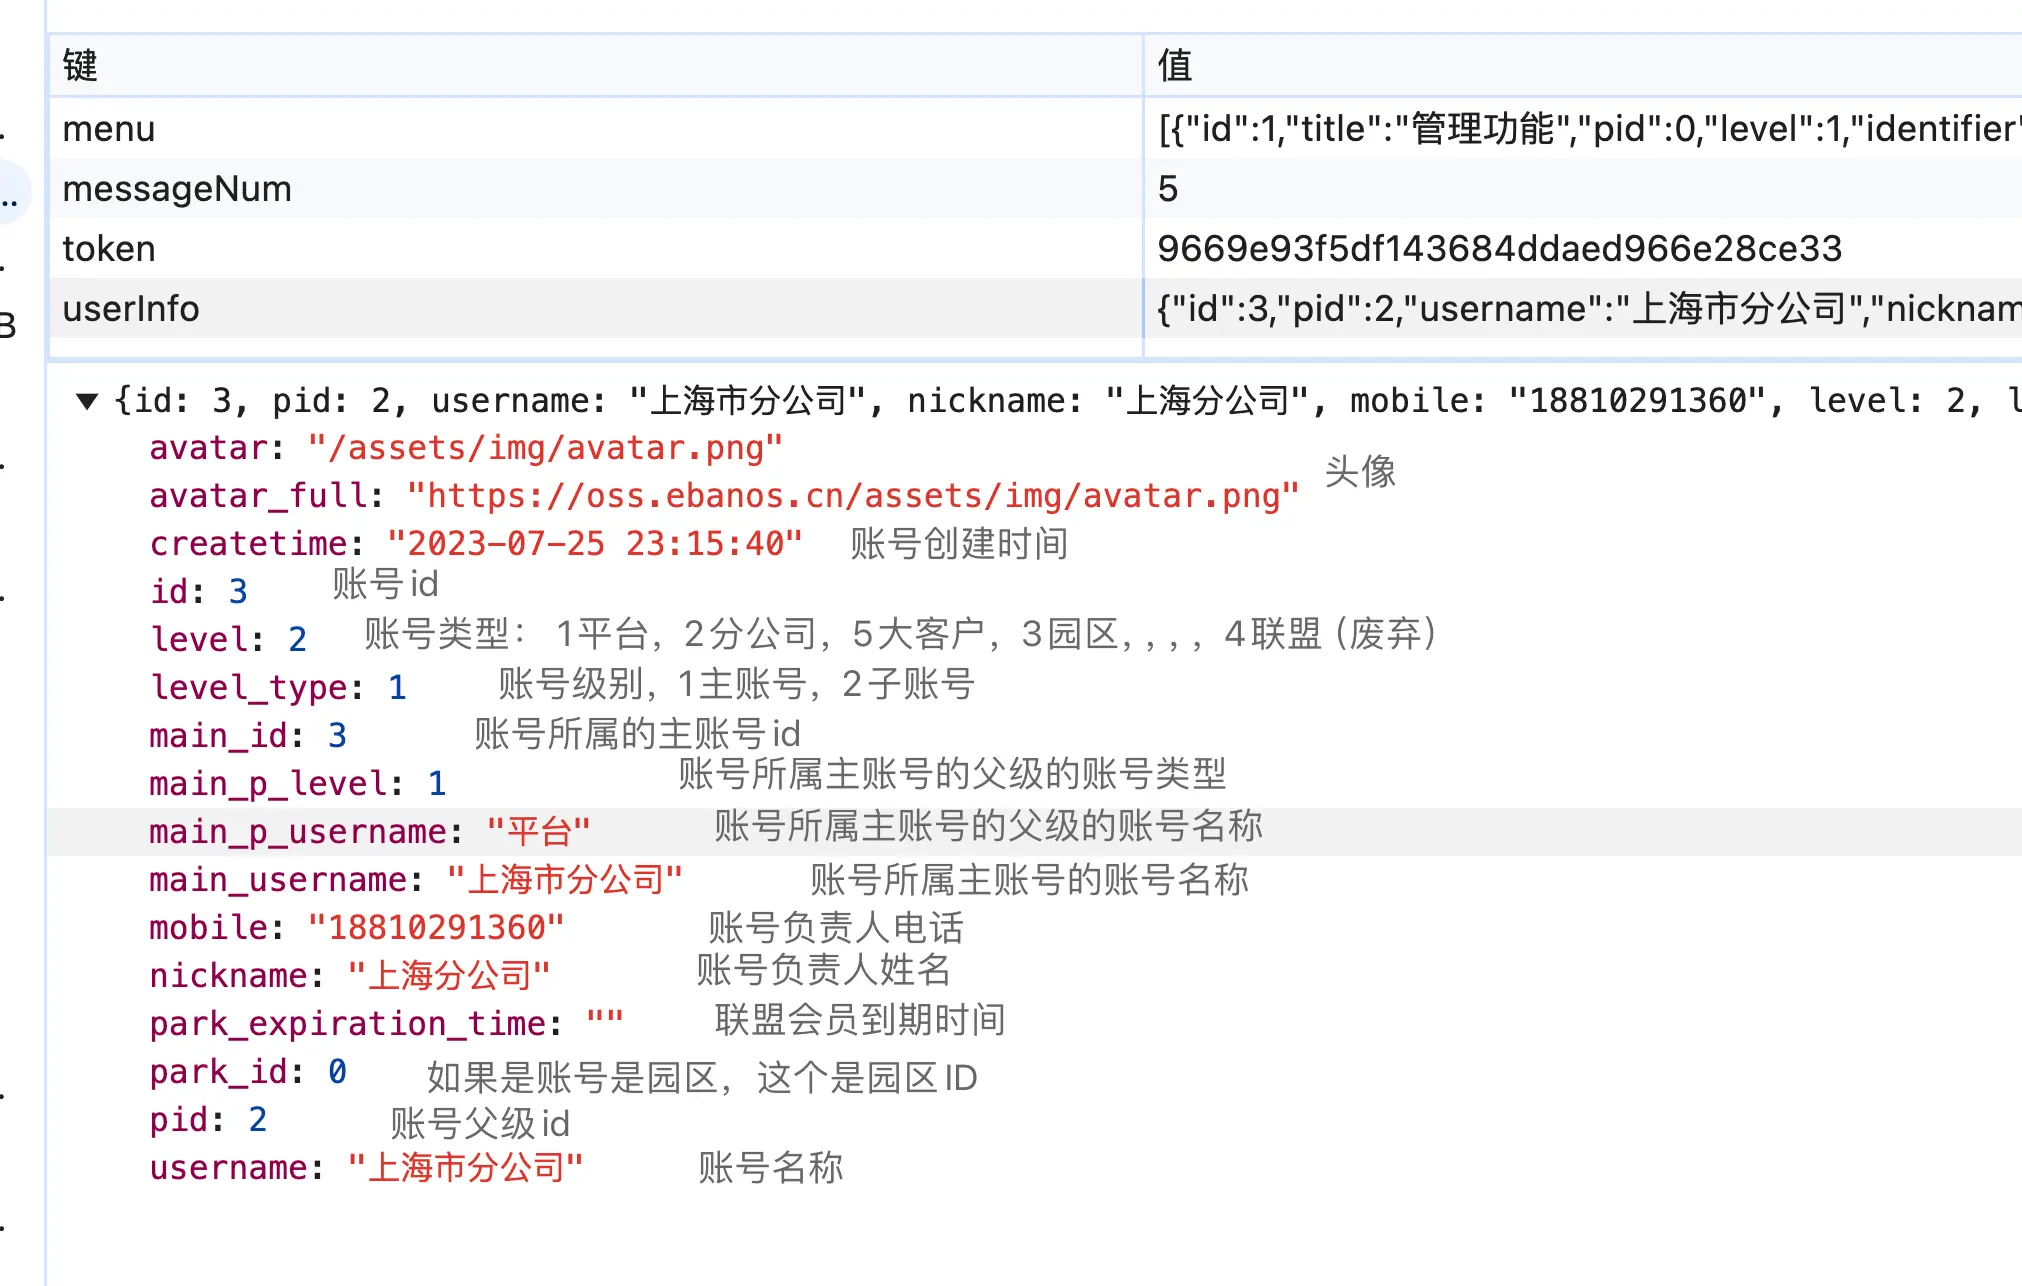 键 值
menu [{"id":1,"title":"管理功能","pid":0,"level":1,"identifier"
messageNum 5
token 9669e93f5df143684ddaed966e28ce33
userInfo {"id":3,"pid":2,"username":"上海市分公司","nicknam
B
▼ {id: 3, pid: 2, username: "上海市分公司", nickname: "上海分公司", mobile: "18810291360", level: 2, l
avatar: "/assets/img/avatar.png"
头像
avatar_full: "https://oss.ebanos.cn/assets/img/avatar.png"
createtime: "2023-07-25 23:15:40" 账号创建时间
id: 3 账号id
level: 2 账号类型： 1平台，2分公司，5大客户，3园区，，，，4联盟（废弃）
level_type: 1 账号级别，1主账号，2子账号
main_id: 3 账号所属的主账号id
main_p_level: 1 账号所属主账号的父级的账号类型
main_p_username: "平台" 账号所属主账号的父级的账号名称
main_username: "上海市分公司" 账号所属主账号的账号名称
mobile: "18810291360" 账号负责人电话
nickname: "上海分公司" 账号负责人姓名
park_expiration_time: "" 联盟会员到期时间
park_id: 0 如果是账号是园区，这个是园区ID
pid: 2 账号父级id
username: "上海市分公司" 账号名称